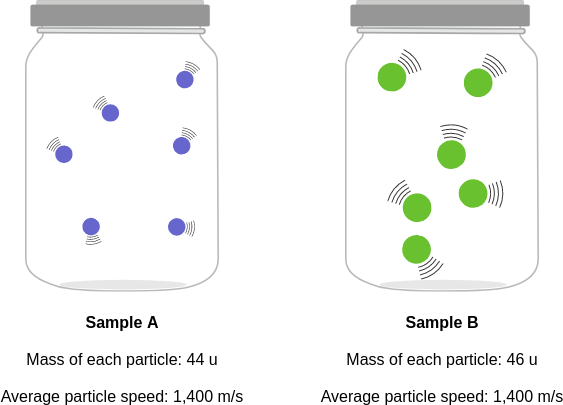 Sample A
Mass of each particle: 44 u
Average particle speed: 1,400 m/s
Sample B
Mass of each particle: 46 u
Average particle speed: 1,400 m/s